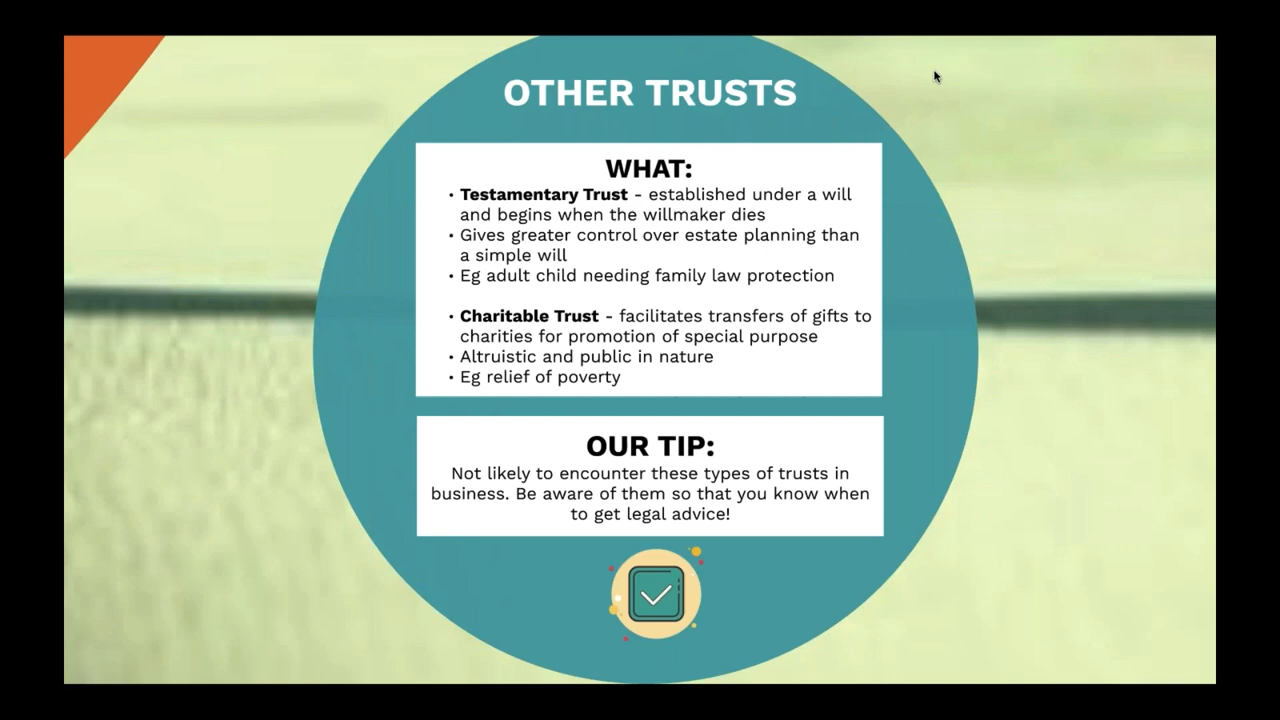 OTHER TRUSTS
WHAT:
• Testamentary Trust - established under a will
and begins when the willmaker dies
• Gives greater control over estate planning than
a simple will
• Eg adult child needing family law protection
• Charitable Trust - facilitates transfers of gifts to
charities for promotion of special purpose
• Altruistic and public in nature
• Eg relief of poverty
OUR TIP:
Not likely to encounter these types of trusts in
business. Be aware of them so that you know when
to get legal advice!